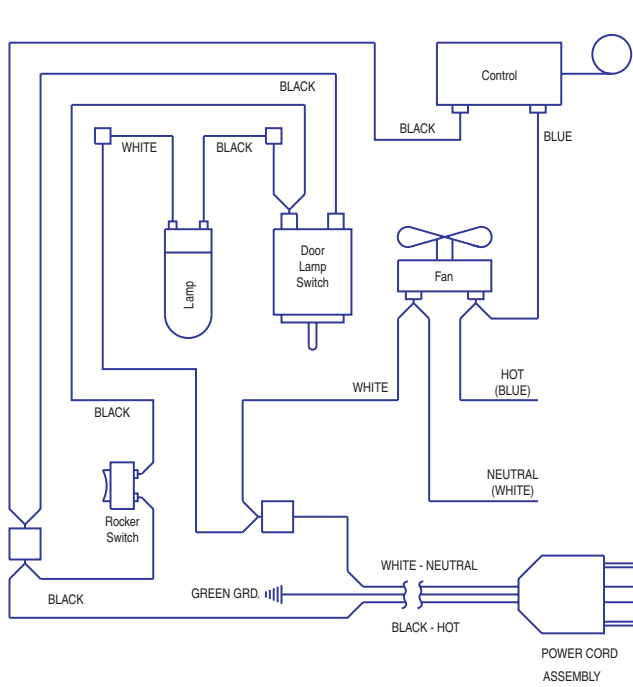 Control
BLACK
BLACK
BLUE
WHITE
BLACK
Door
Lamp
Switch
Lamp
Fan
WHITE
HOT
(BLUE)
BLACK
NEUTRAL
(WHITE)
Rocker
Switch
WHITE - NEUTRAL
GREEN GRD.
BLACK
BLACK - HOT
POWER CORD
ASSEMBLY